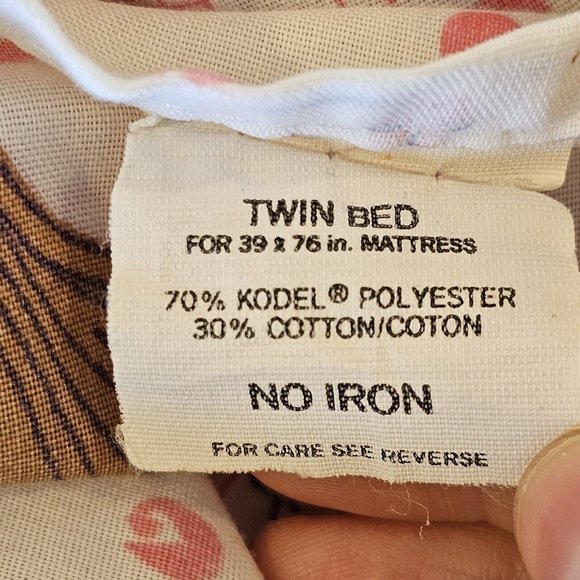 TWIN BED
FOR 39 x 76 in. MATTRESS
70% KODEL® POLYESTER
30% COTTON/COTON
NO IRON
FOR CARE SEE REVERSE